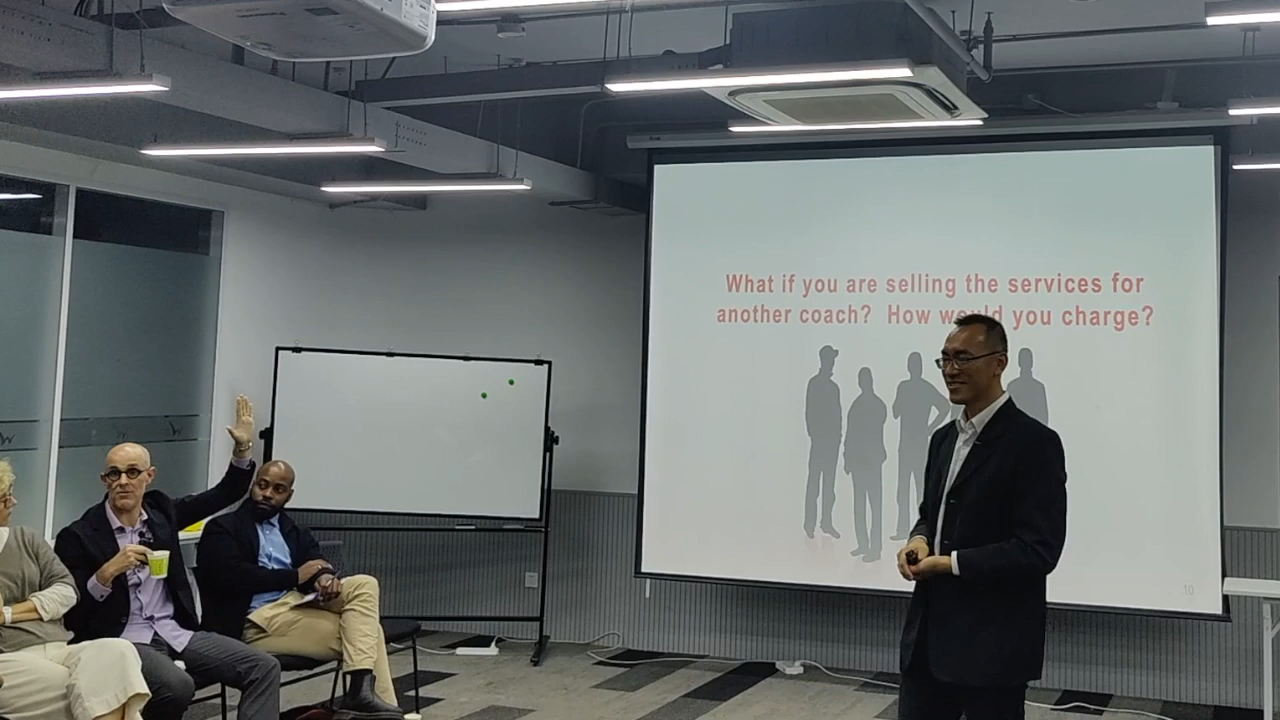 What if you are selling the services for
another coach?  How would you charge?
10